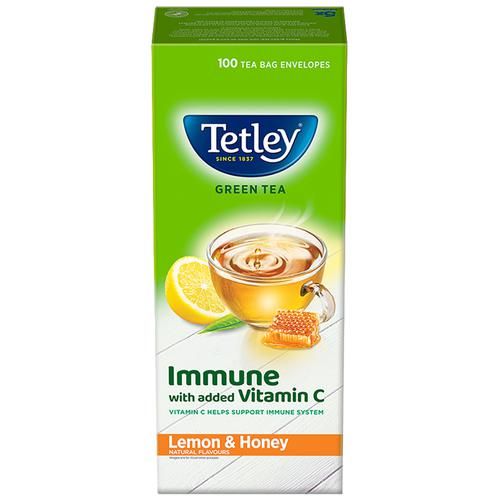 100 TEA BAG ENVELOPES
Tetley
SINCE 1837
GREEN TEA
Immune
with added Vitamin C
VITAMIN C HELPS SUPPORT IMMUNE SYSTEM
Lemon & Honey
NATURAL FLAVOURS